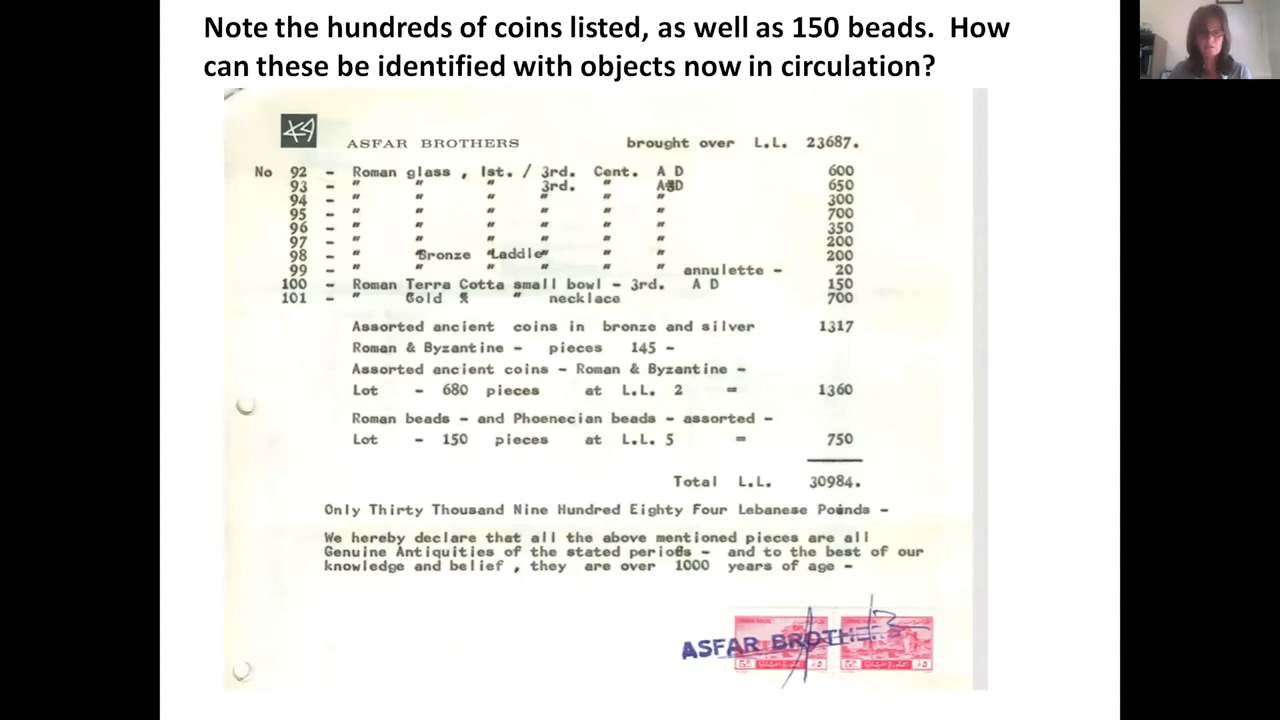 Note the hundreds of coins listed, as well as 150 beads. How
can these be identified with objects now in circulation?
ASFAR BROTHERS brought over L.L. 23687.
No 92 - Roman glass , Ist. / 3rd. Cent. A D 600
93 - " " " 3rd. " A D 650
94 - " " " " " " 300
95 - " " " " " " 700
96 - " " " " " " 350
97 - " " " " " " 200
98 - " Bronze Laddle " " " 200
99 - " " " " " " annulette - 20
100 - Roman Terra Cotta small bowl - 3rd. A D 150
101 - " Gold & " necklace 700
Assorted ancient coins in bronze and silver 1317
Roman & Byzantine - pieces 145 -
Assorted ancient coins - Roman & Byzantine -
Lot - 680 pieces at L.L. 2 = 1360
Roman beads - and Phoenecian beads - assorted -
Lot - 150 pieces at L.L. 5 = 750
Total L.L. 30984.
Only Thirty Thousand Nine Hundred Eighty Four Lebanese Pounds -
We hereby declare that all the above mentioned pieces are all
Genuine Antiquities of the stated periods - and to the best of our
knowledge and belief , they are over 1000 years of age -
ASFAR BROTHERS